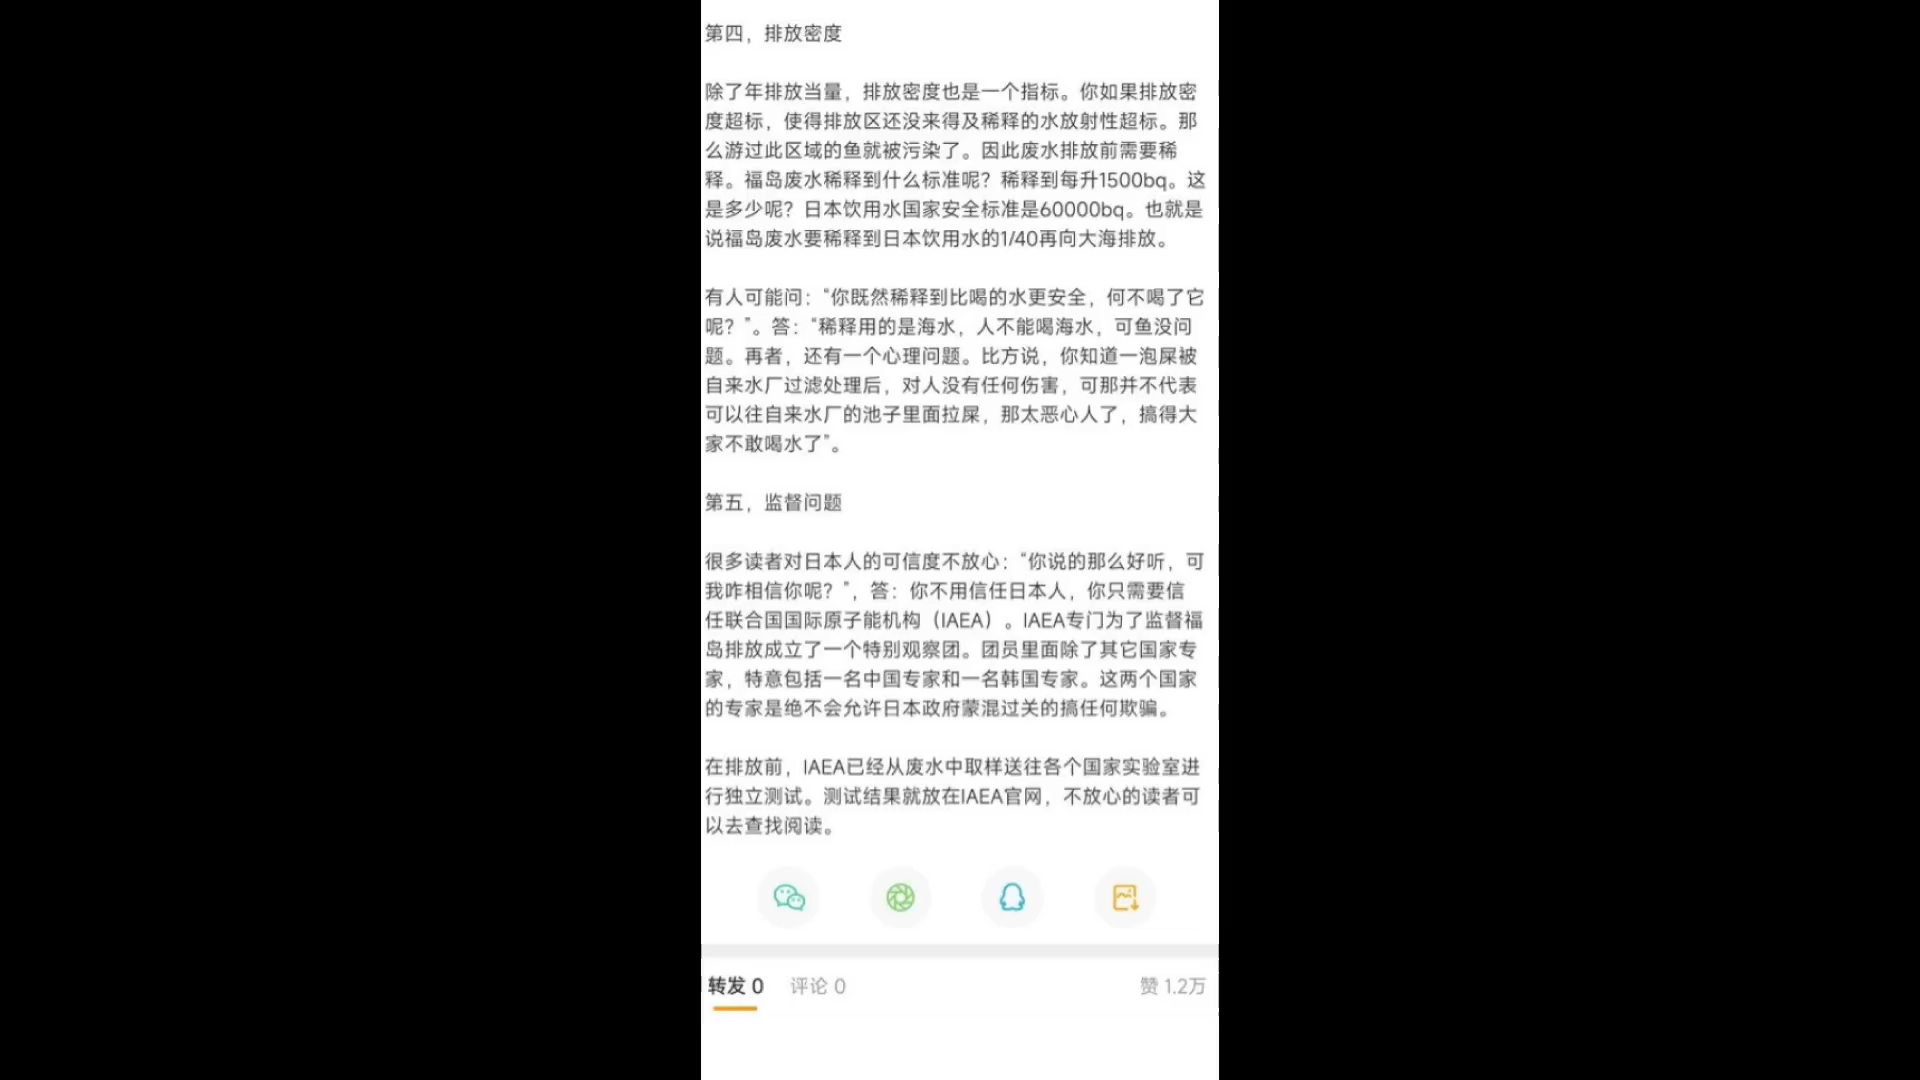 第四，排放密度
除了年排放当量，排放密度也是一个指标。你如果排放密
度超标，使得排放区还没来得及稀释的水放射性超标。那
么游过此区域的鱼就被污染了。因此废水排放前需要稀
释。福岛废水稀释到什么标准呢？稀释到每升1500bq。这
是多少呢？日本饮用水国家安全标准是60000bq。也就是
说福岛废水要稀释到日本饮用水的1/40再向大海排放。
有人可能问：“你既然稀释到比喝的水更安全，何不喝了它
呢？”。答：“稀释用的是海水，人不能喝海水，可鱼没问
题。再者，还有一个心理问题。比方说，你知道一泡屎被
自来水厂过滤处理后，对人没有任何伤害，可那并不代表
可以往自来水厂的池子里面拉屎，那太恶心人了，搞得大
家不敢喝水了”。
第五，监督问题
很多读者对日本人的可信度不放心：“你说的那么好听，可
我咋相信你呢？”，答：你不用信任日本人，你只需要信
任联合国国际原子能机构（IAEA）。IAEA专门为了监督福
岛排放成立了一个特别观察团。团员里面除了其它国家专
家，特意包括一名中国专家和一名韩国专家。这两个国家
的专家是绝不会允许日本政府蒙混过关的搞任何欺骗。
在排放前，IAEA已经从废水中取样送往各个国家实验室进
行独立测试。测试结果就放在IAEA官网，不放心的读者可
以去查找阅读。
转发 0 评论 0 赞 1.2万